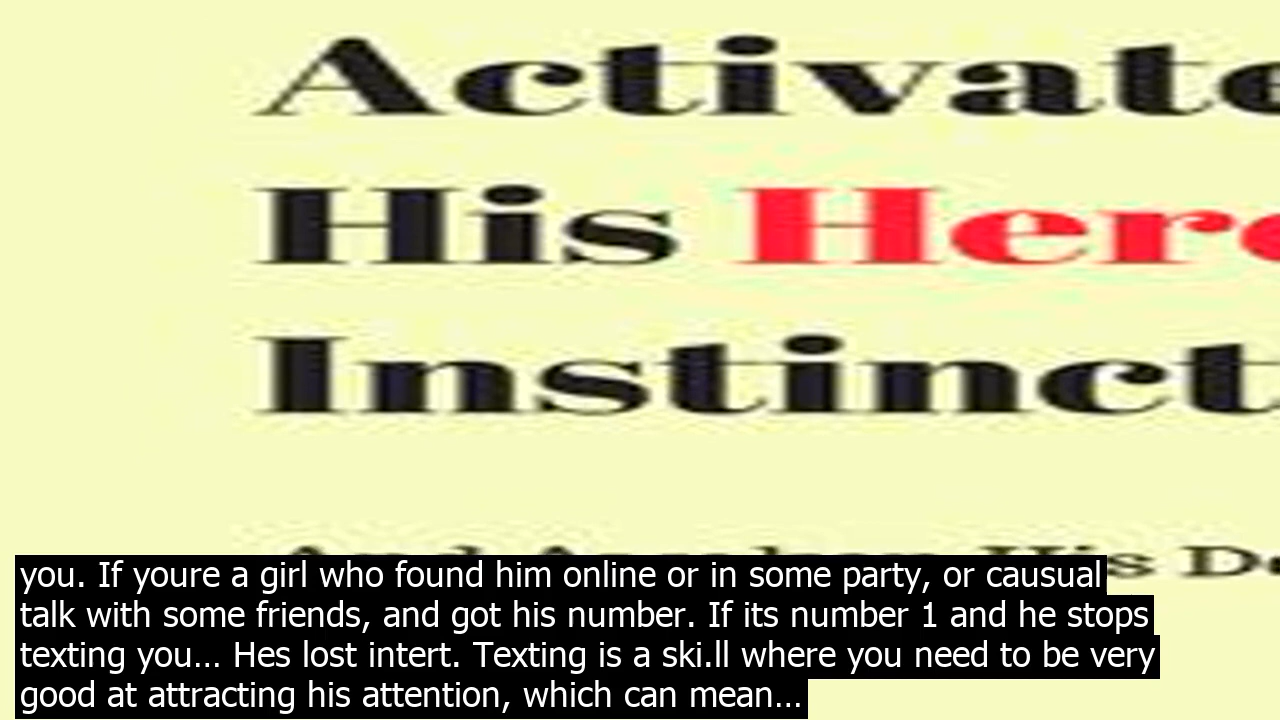 Activate
His Hero
Instinct
His
you. If youre a girl who found him online or in some party, or causual
talk with some friends, and got his number. If its number 1 and he stops
texting you... Hes lost intert. Texting is a ski.ll where you need to be very
good at attracting his attention, which can mean...